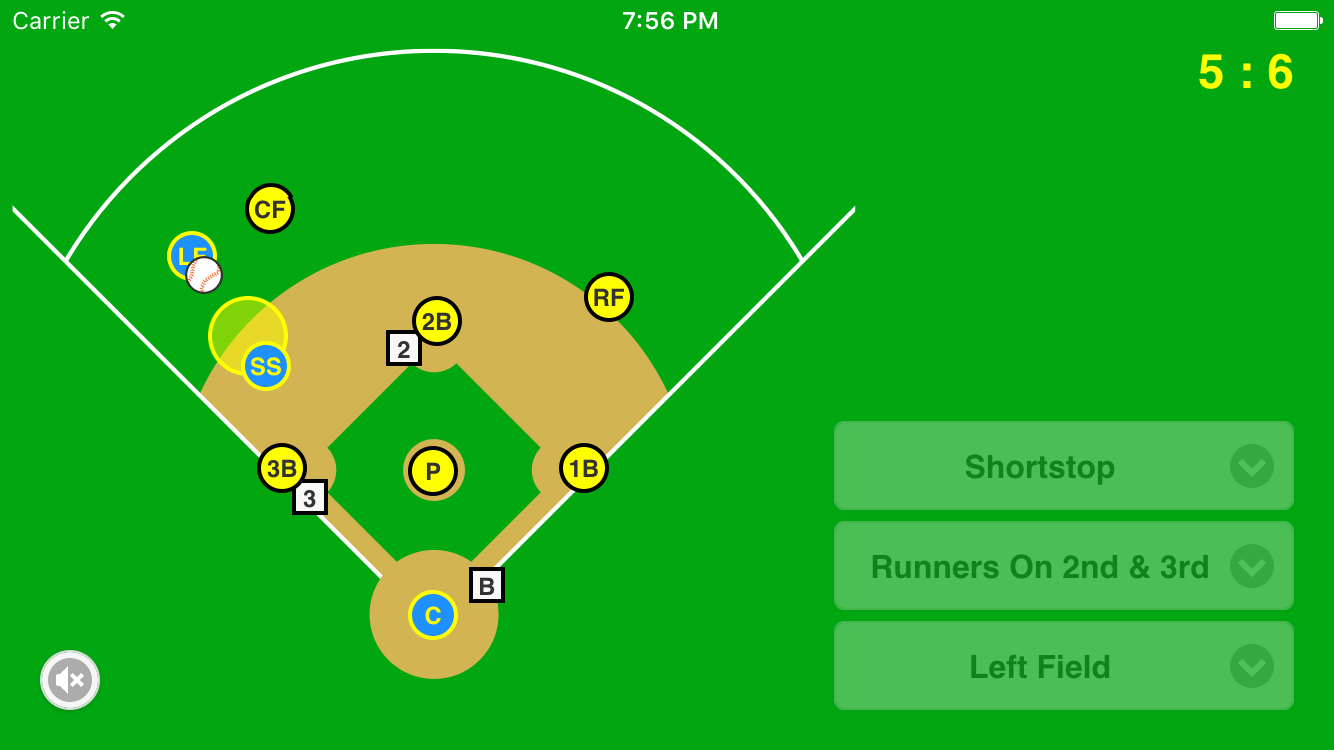 Carrier 7:56 PM
5 : 6
CF
LF
RF
2B
2
SS
3B
P
1B
3
B
C
Shortstop
Runners On 2nd & 3rd
Left Field